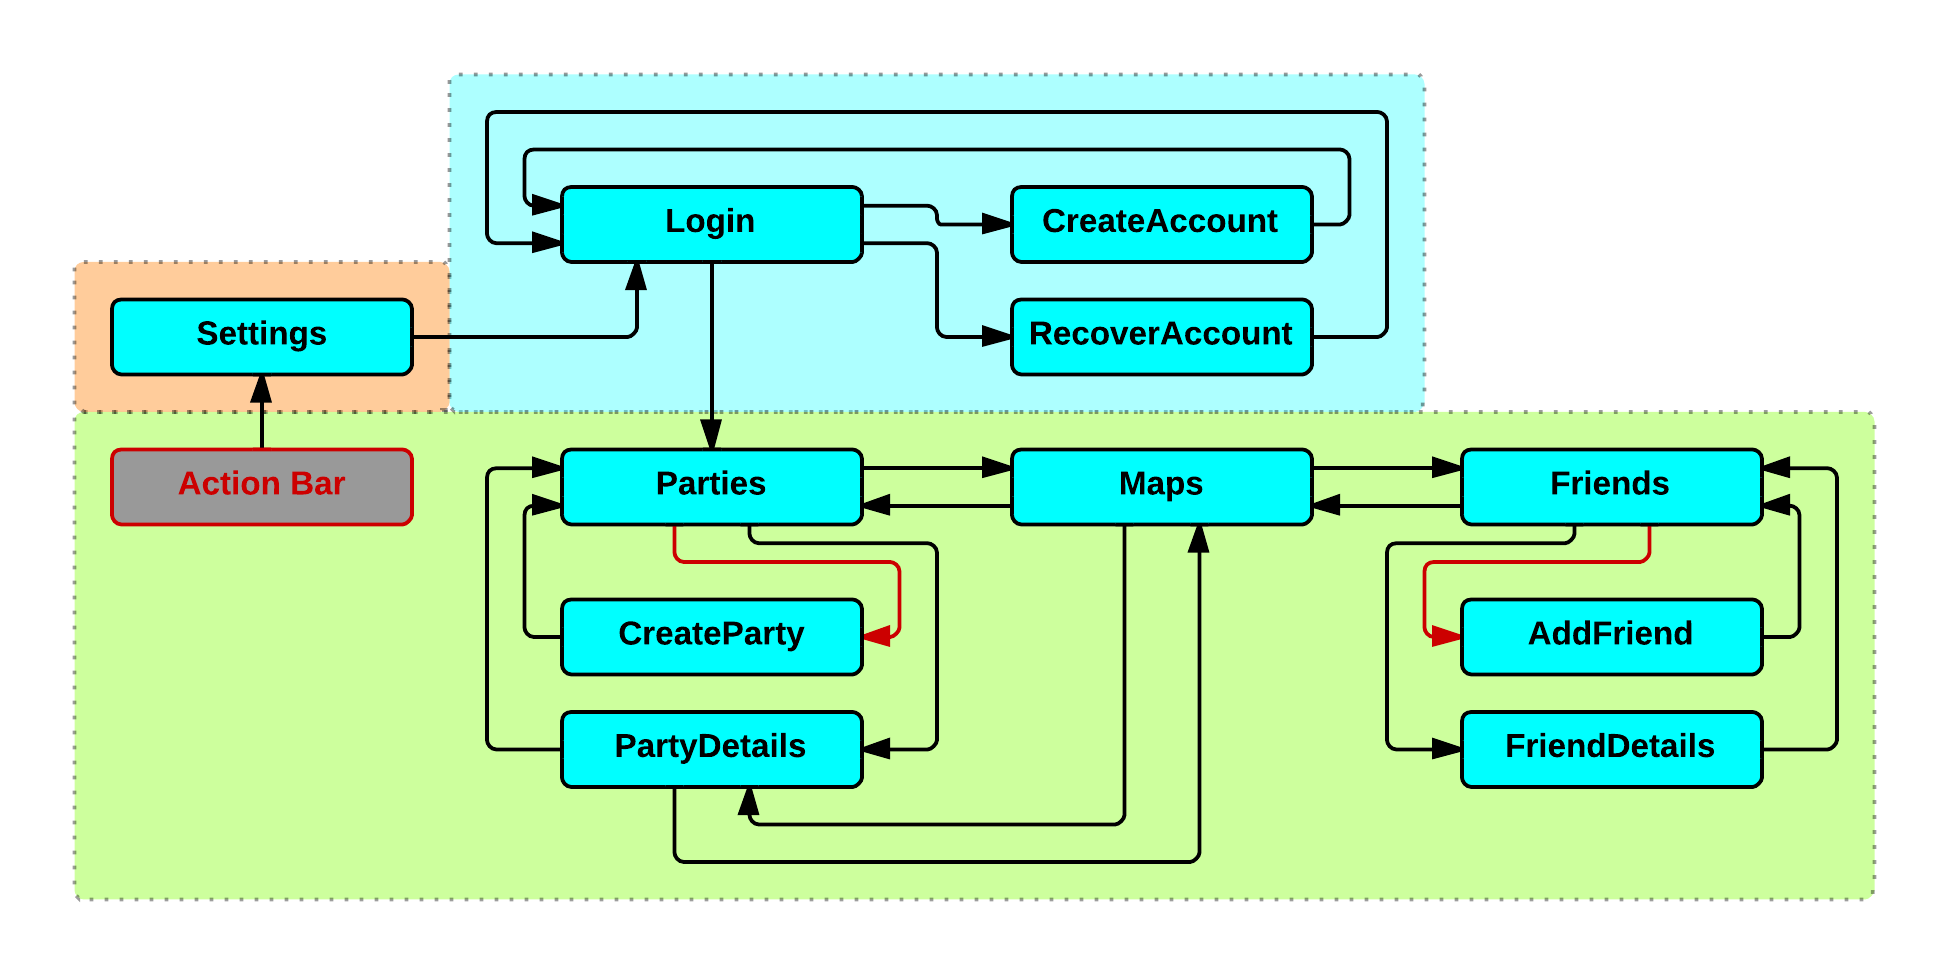 Login
CreateAccount
Settings
RecoverAccount
Action Bar
Parties
Maps
Friends
CreateParty
AddFriend
PartyDetails
FriendDetails